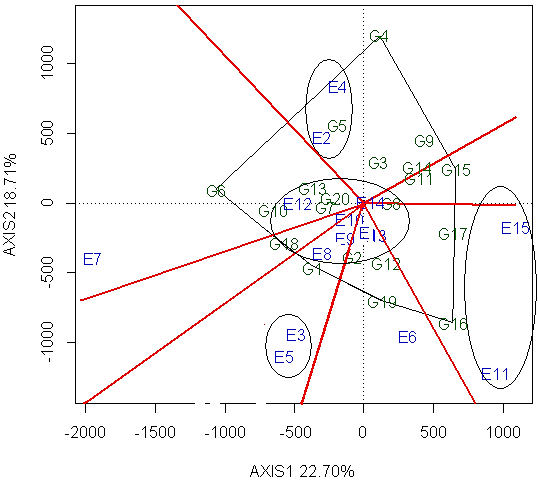 1000
500
0
-500
-1000
AXIS2 18.71%
G4
E4
G5
E2
G9
G3
G14
G15
G11
G6
G13
G20
E12
E14
G8
G10
G7
E15
E13
G17
G18
E9
E8
G2
G12
G1
E7
G19
G16
E3
E6
E5
E11
-2000 -1500 -1000 -500 0 500 1000
AXIS1 22.70%